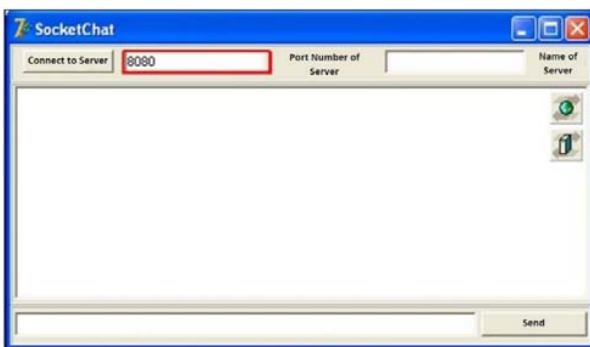 SocketChat
Connect to Server
8080
Port Number of
Server
Name of
Server
Send